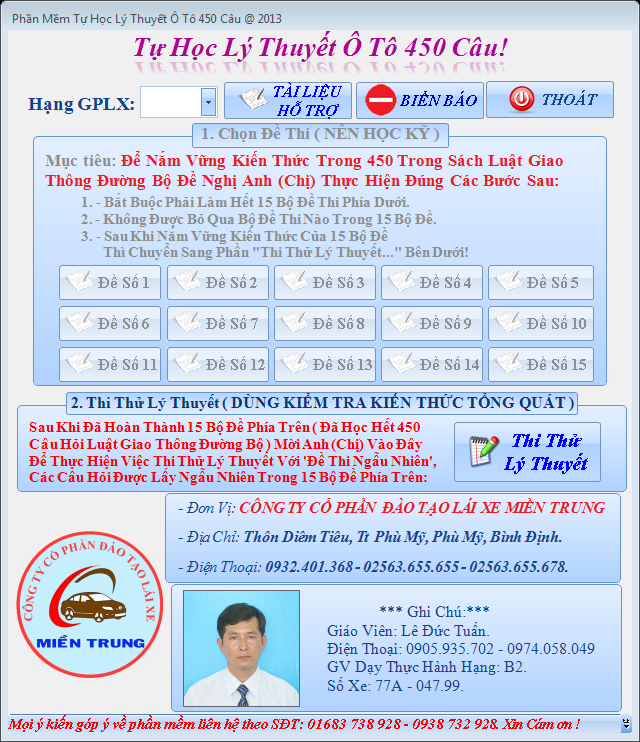 Phần Mềm Tự Học Lý Thuyết Ô Tô 450 Câu @ 2013
Tự Học Lý Thuyết Ô Tô 450 Câu!
Hạng GPLX:
TÀI LIỆU
HỖ TRỢ
BIỂN BÁO
THOÁT
1. Chọn Đề Thi ( NÊN HỌC KỸ )
Mục tiêu: Để Nắm Vững Kiến Thức Trong 450 Trong Sách Luật Giao
Thông Đường Bộ Đề Nghị Anh (Chị) Thực Hiện Đúng Các Bước Sau:
1. - Bắt Buộc Phải Làm Hết 15 Bộ Đề Thi Phía Dưới.
2. - Không Được Bỏ Qua Bộ Đề Thi Nào Trong 15 Bộ Đề.
3. - Sau Khi Nắm Vững Kiến Thức Của 15 Bộ Đề
Thì Chuyển Sang Phần "Thi Thử Lý Thuyết..." Bên Dưới!
Đề Số 1 Đề Số 2 Đề Số 3 Đề Số 4 Đề Số 5
Đề Số 6 Đề Số 7 Đề Số 8 Đề Số 9 Đề Số 10
Đề Số 11 Đề Số 12 Đề Số 13 Đề Số 14 Đề Số 15
2. Thi Thử Lý Thuyết ( DÙNG KIỂM TRA KIẾN THỨC TỔNG QUÁT )
Sau Khi Đã Hoàn Thành 15 Bộ Đề Phía Trên ( Đã Học Hết 450
Câu Hỏi Luật Giao Thông Đường Bộ ) Mời Anh (Chị) Vào Đây
Để Thực Hiện Việc Thi Thử Lý Thuyết Với 'Đề Thi Ngẫu Nhiên',
Các Câu Hỏi Được Lấy Ngẫu Nhiên Trong 15 Bộ Đề Phía Trên:
Thi Thử
Lý Thuyết
- Đơn Vị: CÔNG TY CỔ PHẦN ĐÀO TẠO LÁI XE MIỀN TRUNG
- Địa Chỉ: Thôn Diêm Tiêu, Tr Phù Mỹ, Phù Mỹ, Bình Định.
- Điện Thoại: 0932.401.368 - 02563.655.655 - 02563.655.678.
CÔNG TY CỔ PHẦN ĐÀO TẠO LÁI XE
MIỀN TRUNG
*** Ghi Chú:***
Giáo Viên: Lê Đức Tuấn.
Điện Thoại: 0905.935.702 - 0974.058.049
GV Dạy Thực Hành Hạng: B2.
Số Xe: 77A - 047.99.
Mọi ý kiến góp ý về phần mềm liên hệ theo SĐT: 01683 738 928 - 0938 732 928. Xin Cám ơn !